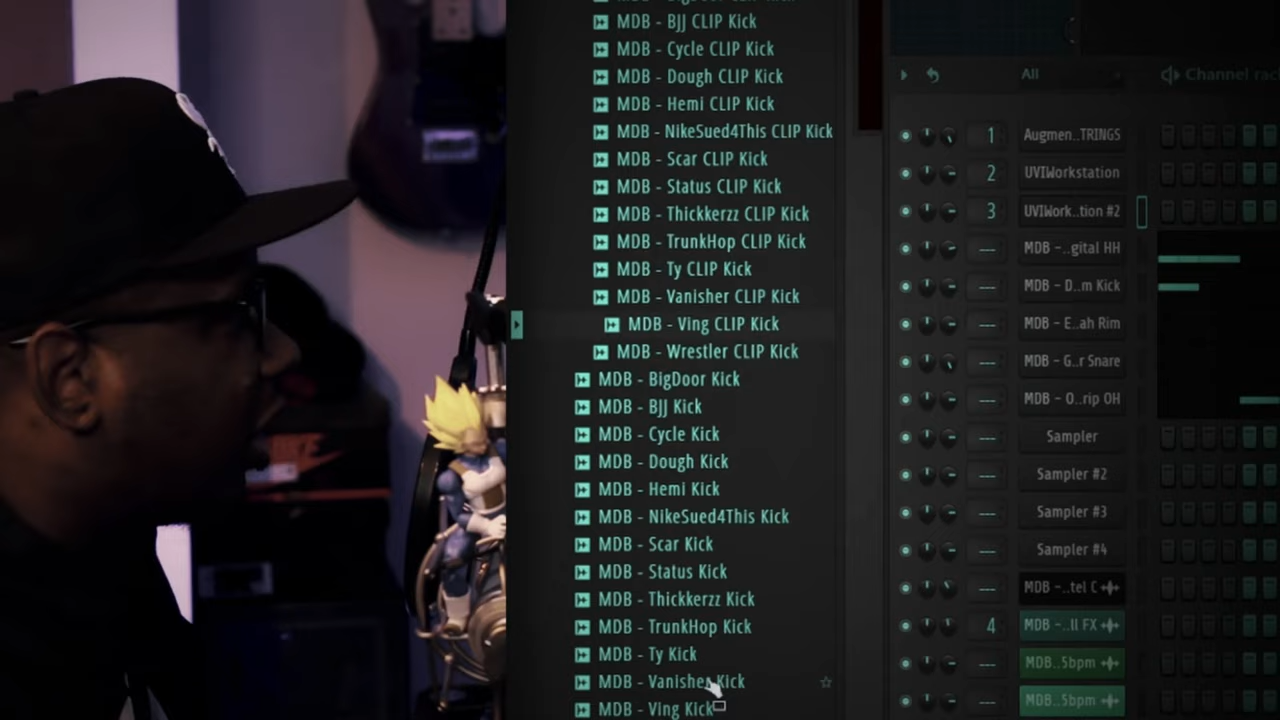 MDB - BJJ CLIP Kick
MDB - Cycle CLIP Kick
MDB - Dough CLIP Kick
MDB - Hemi CLIP Kick
MDB - NikeSued4This CLIP Kick
MDB - Scar CLIP Kick
MDB - Status CLIP Kick
MDB - Thickkerzz CLIP Kick
MDB - TrunkHop CLIP Kick
MDB - Ty CLIP Kick
MDB - Vanisher CLIP Kick
MDB - Ving CLIP Kick
MDB - Wrestler CLIP Kick
MDB - BigDoor Kick
MDB - BJJ Kick
MDB - Cycle Kick
MDB - Dough Kick
MDB - Hemi Kick
MDB - NikeSued4This Kick
MDB - Scar Kick
MDB - Status Kick
MDB - Thickkerzz Kick
MDB - TrunkHop Kick
MDB - Ty Kick
MDB - Vanisher Kick
MDB - Ving Kick
All
Channel rac
1 Augmen..TRINGS
2 UVIWorkstation
3 UVIWork..tion #2
--- MDB -..gital HH
--- MDB - D..m Kick
--- MDB - E..ah Rim
--- MDB - G..r Snare
--- MDB - O..rip OH
--- Sampler
--- Sampler #2
--- Sampler #3
--- Sampler #4
--- MDB -..tel C
4 MDB -..ll FX
--- MDB..5bpm
--- MDB..5bpm